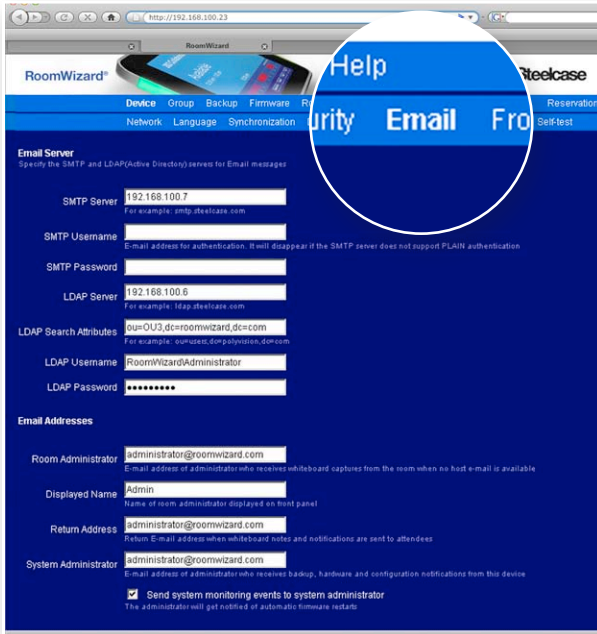 http://192.168.100.23
RoomWizard
RoomWizard®
Steelcase
Help
Device Group Backup Firmware
Reservation
Network Language Synchronization
urity Email Fro
Self-test
Email Server
Specify the SMTP and LDAP(Active Directory) servers for Email messages
SMTP Server 192.168.100.7
For example: smtp.steelcase.com
SMTP Username
E-mail address for authentication. It will disappear if the SMTP server does not support PLAIN authentication
SMTP Password
LDAP Server 192.168.100.6
For example: ldap.steelcase.com
LDAP Search Attributes ou=OU3,dc=roomwizard,dc=com
For example: ou=users,dc=polyvision,dc=com
LDAP Username RoomWizard\Administrator
LDAP Password •••••••••
Email Addresses
Room Administrator administrator@roomwizard.com
E-mail address of administrator who receives whiteboard captures from the room when no host e-mail is available
Displayed Name Admin
Name of room administrator displayed on front panel
Return Address administrator@roomwizard.com
Return E-mail address when whiteboard notes and notifications are sent to attendees
System Administrator administrator@roomwizard.com
E-mail address of administrator who receives backup, hardware and configuration notifications from this device
Send system monitoring events to system administrator
The administrator will get notified of automatic firmware restarts